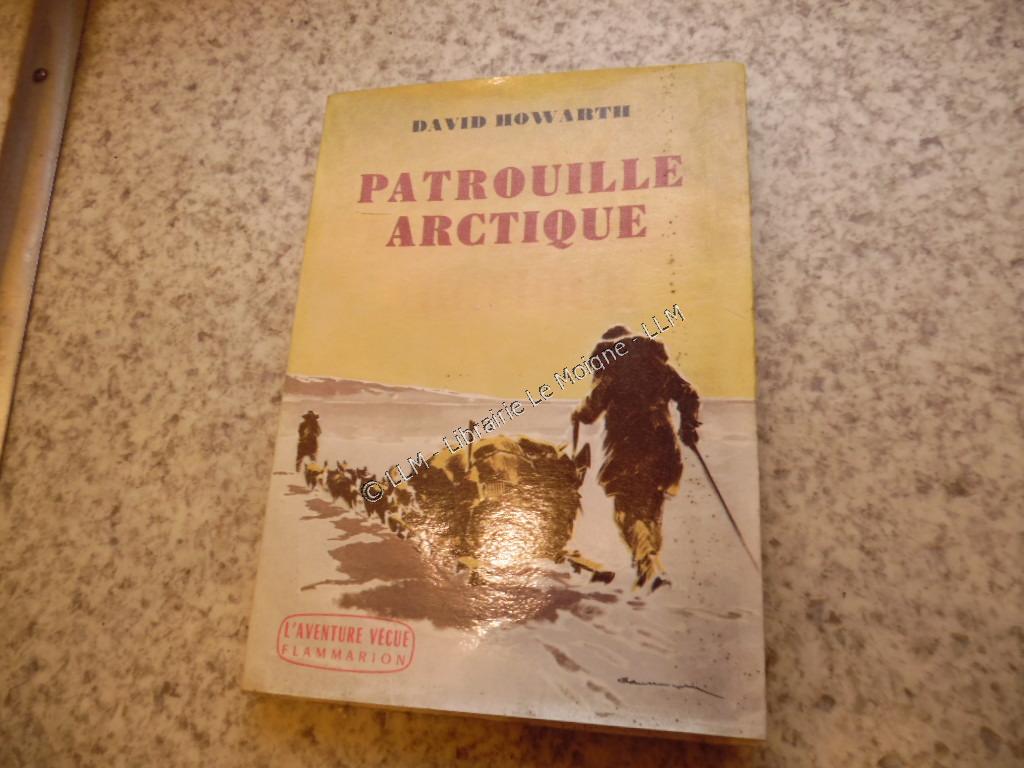 DAVID HOWARTH
PATROUILLE
ARCTIQUE
© LLM - Librairie Le Moigne - LLM
L'AVENTURE VÉCUE
FLAMMARION